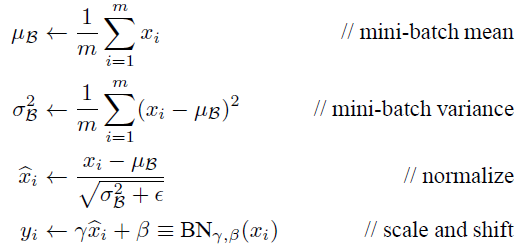 μ_B ← 1/m ∑_{i=1}^{m} x_i // mini-batch mean
σ_B^2 ← 1/m ∑_{i=1}^{m} (x_i − μ_B)^2 // mini-batch variance
x̂_i ← (x_i − μ_B) / √(σ_B^2 + ϵ) // normalize
y_i ← γx̂_i + β ≡ BN_{γ,β}(x_i) // scale and shift